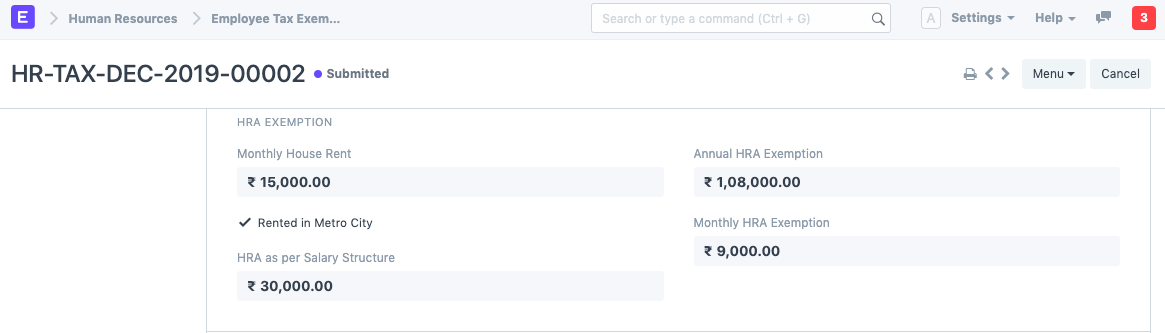 E Human Resources Employee Tax Exem... Search or type a command (Ctrl + G) A Settings Help 3
HR-TAX-DEC-2019-00002 Submitted Menu Cancel
HRA EXEMPTION
Monthly House Rent
₹ 15,000.00
Rented in Metro City
HRA as per Salary Structure
₹ 30,000.00
Annual HRA Exemption
₹ 1,08,000.00
Monthly HRA Exemption
₹ 9,000.00